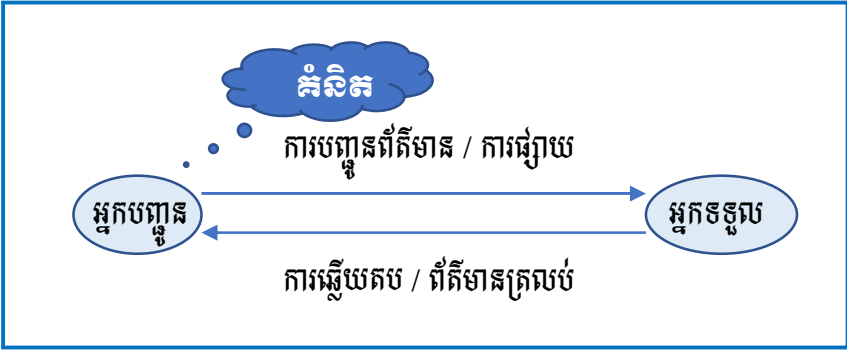 គំនិត
ការបញ្ជូនព័ត៌មាន / ការផ្សាយ
អ្នកបញ្ជូន
អ្នកទទួល
ការឆ្លើយតប / ព័ត៌មានត្រលប់